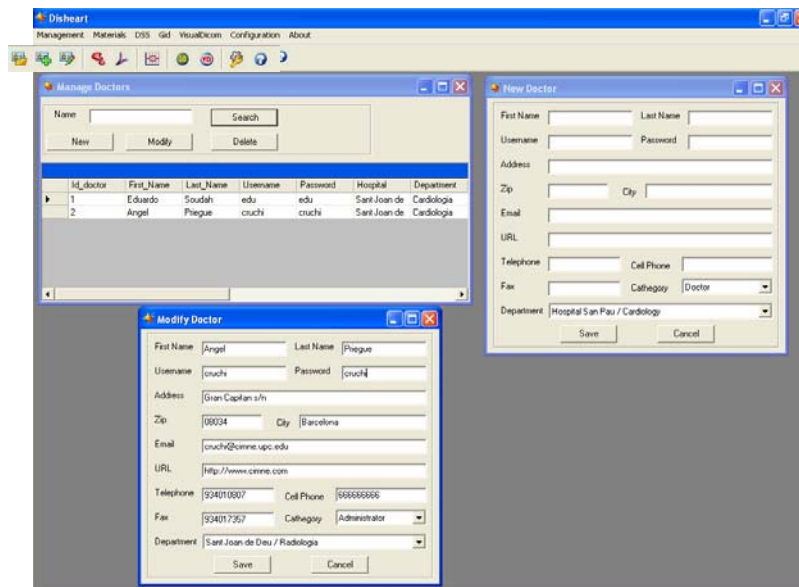 Disheart
Management Materials DSS Gid VisualDicom Configuration About
Manage Doctors
Name Search
New Modify Delete
Id_doctor First_Name Last_Name Username Password Hospital Department
1 Eduardo Soudah edu edu Sant Joan de Cardiologia
2 Angel Priegue cruchi cruchi Sant Joan de Cardiologia
New Doctor
First Name Last Name
Username Password
Address
Zip City
Email
URL
Telephone Cell Phone
Fax Cathegory Doctor
Department Hospital San Pau / Cardiology
Save Cancel
Modify Doctor
First Name Angel Last Name Priegue
Username cruchi Password cruchi
Address Gran Capitan s/n
Zip 08034 City Barcelona
Email cruchi@cimne.upc.edu
URL http://www.cimne.com
Telephone 934010807 Cell Phone 666666666
Fax 934017357 Cathegory Administrator
Department Sant Joan de Deu / Radiologia
Save Cancel